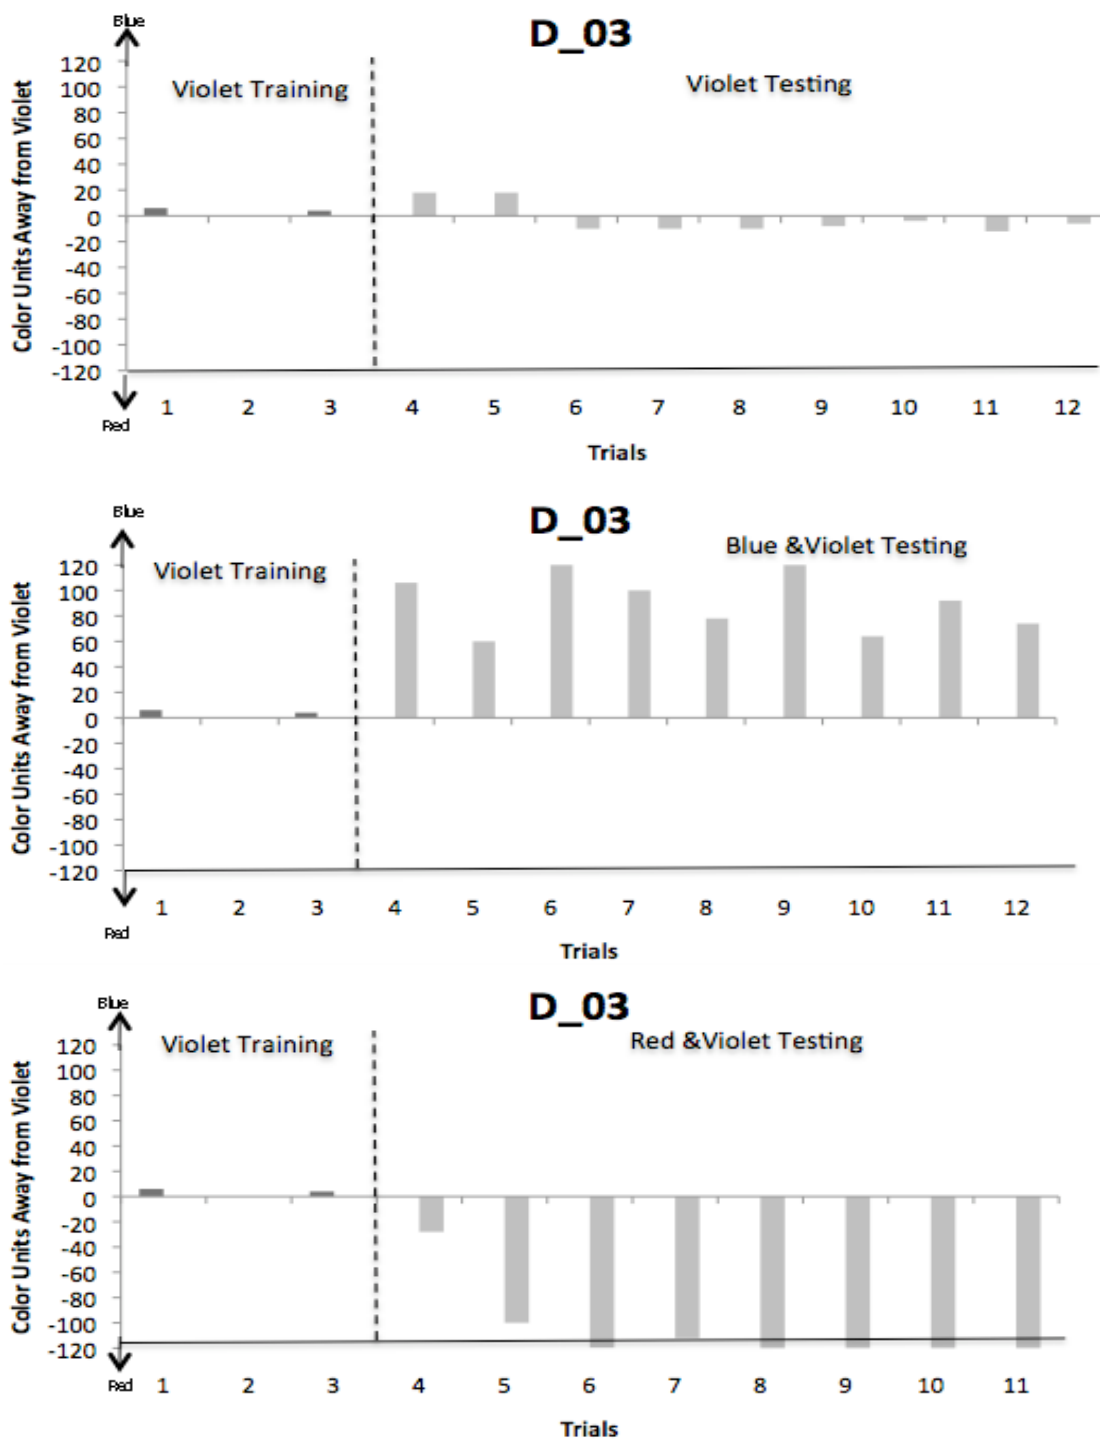 Blue
D_03
Violet Training
Violet Testing
Color Units Away from Violet
120
100
80
60
40
20
0
-20
-40
-60
-80
-100
-120
Red
1 2 3 4 5 6 7 8 9 10 11 12
Trials
Blue
D_03
Violet Training
Blue &Violet Testing
Color Units Away from Violet
120
100
80
60
40
20
0
-20
-40
-60
-80
-100
-120
Red
1 2 3 4 5 6 7 8 9 10 11 12
Trials
Blue
D_03
Violet Training
Red &Violet Testing
Color Units Away from Violet
120
100
80
60
40
20
0
-20
-40
-60
-80
-100
-120
Red
1 2 3 4 5 6 7 8 9 10 11
Trials